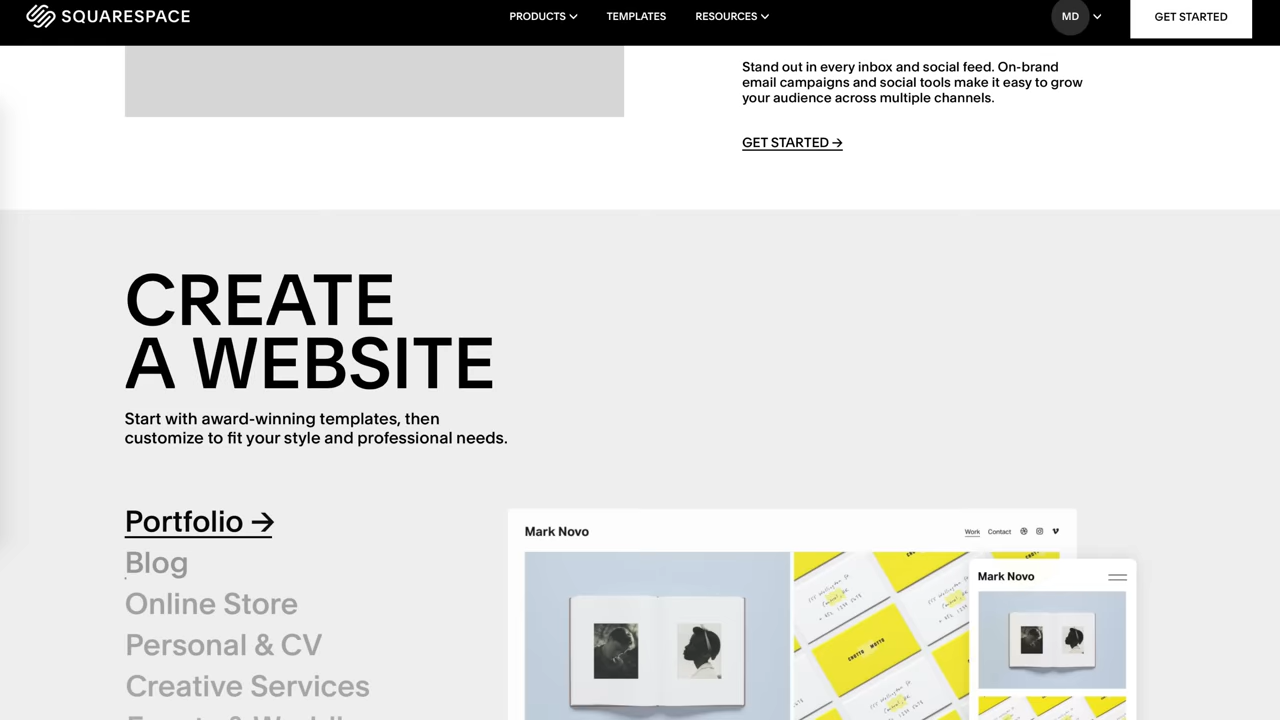 SQUARESPACE
PRODUCTS
TEMPLATES
RESOURCES
MD
GET STARTED
Stand out in every inbox and social feed. On-brand
email campaigns and social tools make it easy to grow
your audience across multiple channels.
GET STARTED →
CREATE
A WEBSITE
Start with award-winning templates, then
customize to fit your style and professional needs.
Portfolio →
Blog
Online Store
Personal & CV
Creative Services
Mark Novo
Work
Contact
Mark Novo